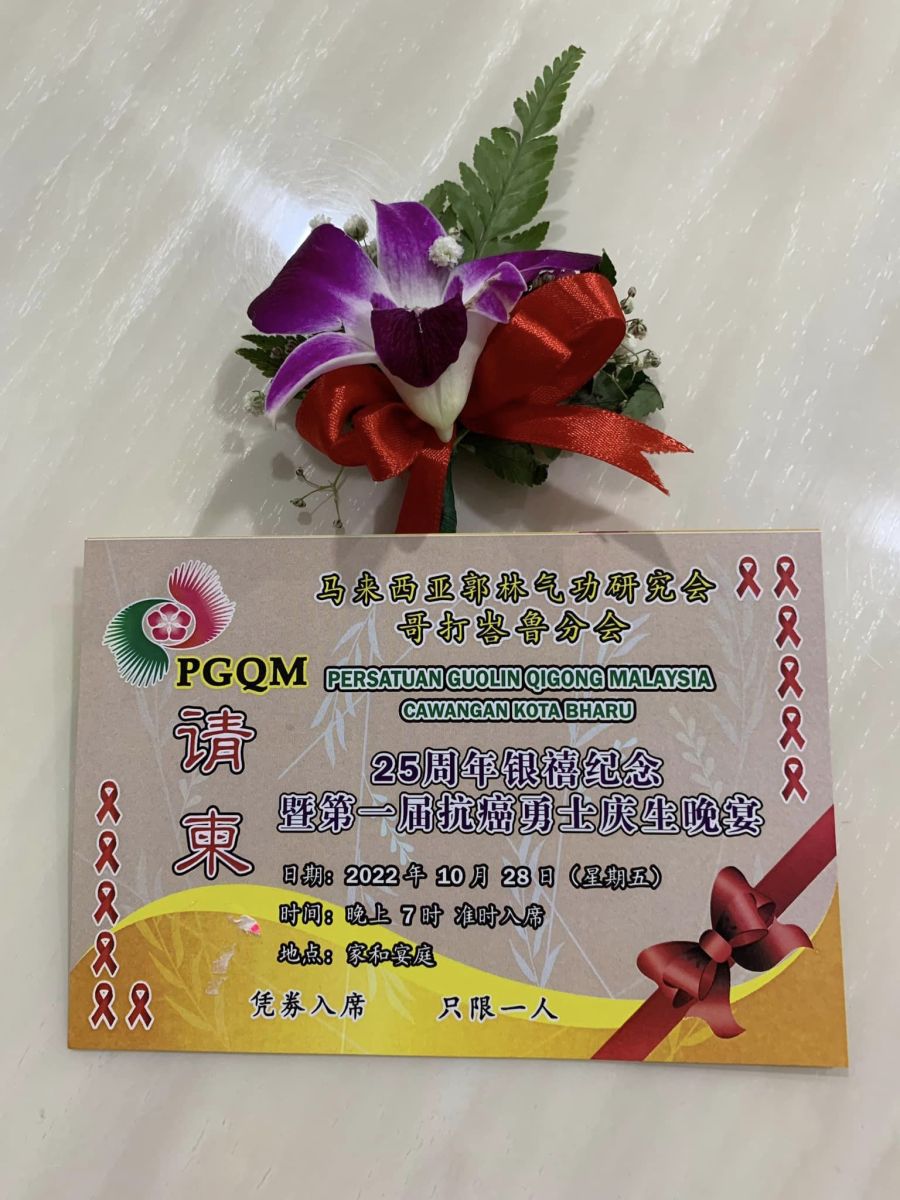 马来西亚郭林气功研究会
哥打峇鲁分会
PGQM
PERSATUAN GUOLIN QIGONG MALAYSIA
CAWANGAN KOTA BHARU
请柬
25周年银禧纪念
暨第一届抗癌勇士庆生晚宴
日期: 2022年 10月 28日 (星期五)
时间: 晚上 7时 准时入席
地点: 家和宴庭
凭券入席 只限一人